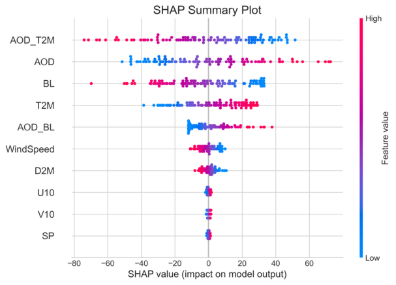 SHAP Summary Plot
High
AOD_T2M
AOD
BL
T2M
AOD_BL
WindSpeed
D2M
U10
V10
SP
Feature value
Low
−80 −60 −40 −20 0 20 40 60
SHAP value (impact on model output)